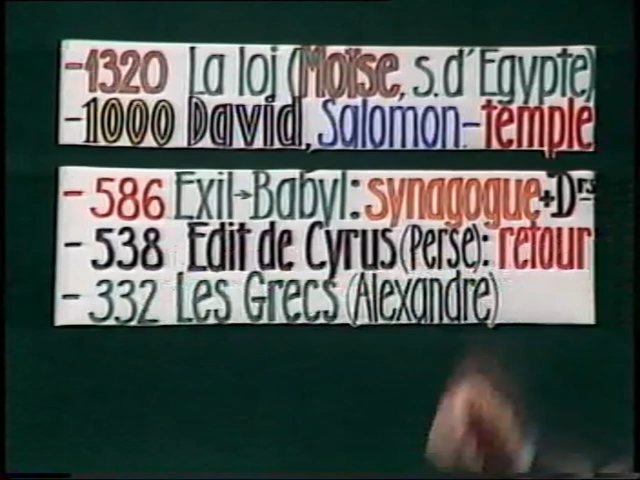 -1320 La loi (Moïse, s. d'Egypte)
-1000 David, Salomon-temple
- 586 Exil→Babyl: synagogue+Drs
- 538 Edit de Cyrus (Perse): retour
- 332 Les Grecs (Alexandre)